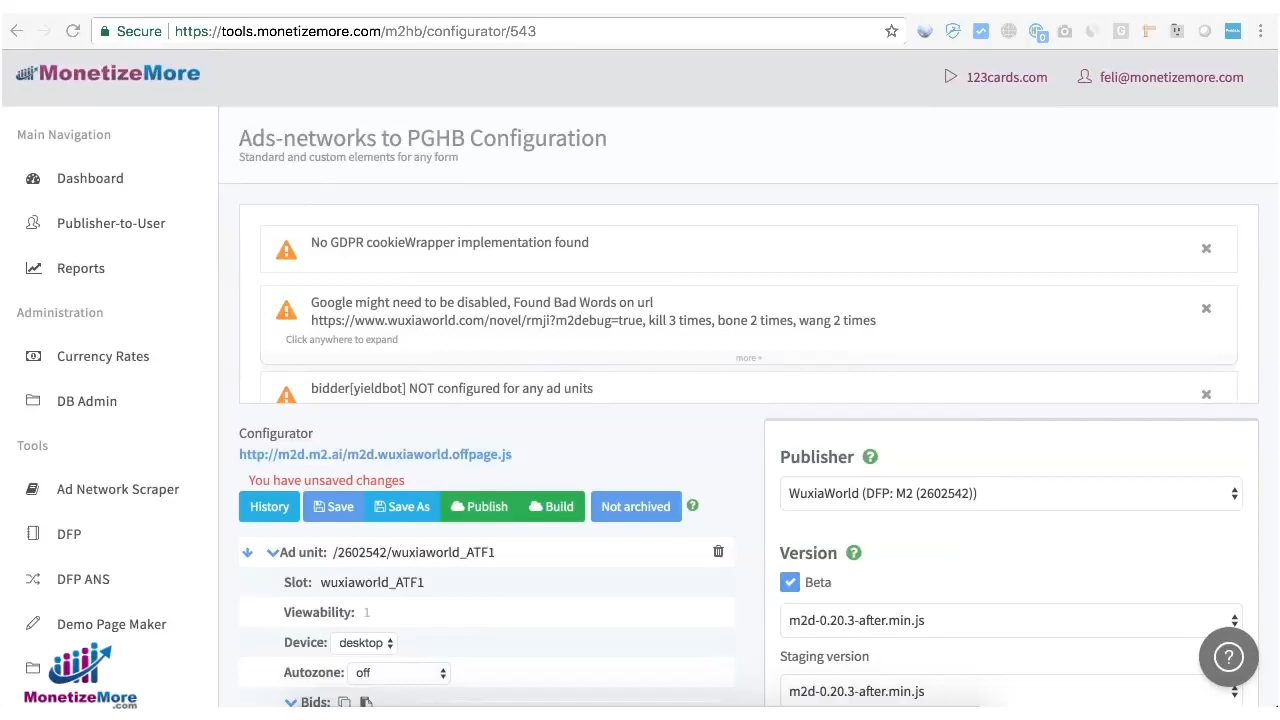 Secure https://tools.monetizemore.com/m2hb/configurator/543
MonetizeMore
123cards.com
feli@monetizemore.com
Main Navigation
Dashboard
Publisher-to-User
Reports
Administration
Currency Rates
DB Admin
Tools
Ad Network Scraper
DFP
DFP ANS
Demo Page Maker
MonetizeMore
.com
Ads-networks to PGHB Configuration
Standard and custom elements for any form
No GDPR cookieWrapper implementation found
Google might need to be disabled, Found Bad Words on url
https://www.wuxiaworld.com/novel/rmji?m2debug=true, kill 3 times, bone 2 times, wang 2 times
Click anywhere to expand
more +
bidder[yieldbot] NOT configured for any ad units
Configurator
http://m2d.m2.ai/m2d.wuxiaworld.offpage.js
You have unsaved changes
History Save Save As Publish Build Not archived
Ad unit: /2602542/wuxiaworld_ATF1
Slot: wuxiaworld_ATF1
Viewability: 1
Device: desktop
Autozone: off
Bids:
Publisher
WuxiaWorld (DFP: M2 (2602542))
Version
Beta
m2d-0.20.3-after.min.js
Staging version
m2d-0.20.3-after.min.js